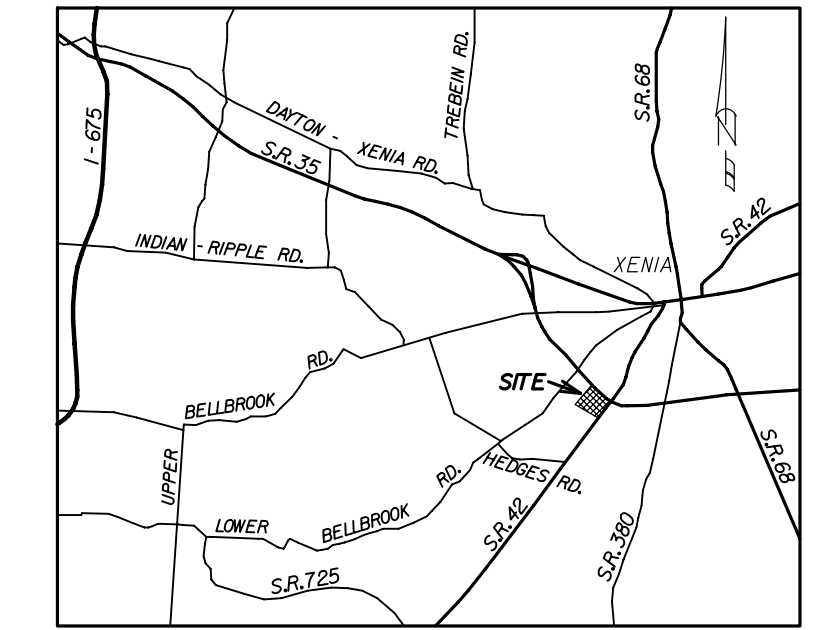 TREBEIN RD.
S.R. 68
I - 675
DAYTON - XENIA RD.
S.R. 35
N
S.R. 42
INDIAN - RIPPLE RD.
XENIA
RD.
SITE
BELLBROOK
UPPER
HEDGES RD.
RD.
S.R. 68
LOWER
BELLBROOK
S.R. 42
S.R. 380
S.R. 725